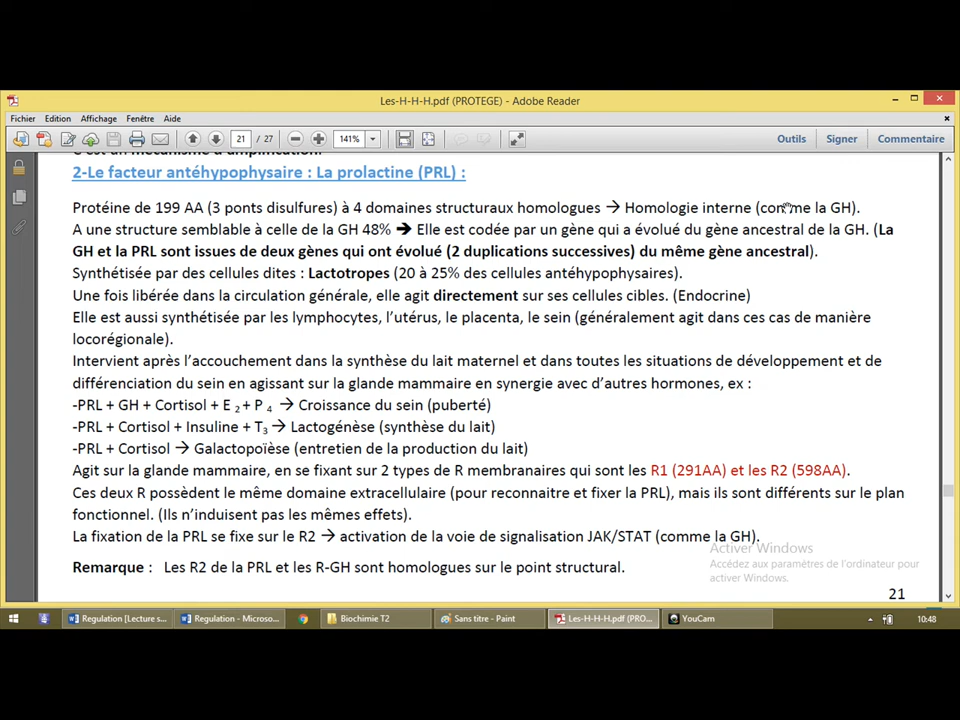 Les-H-H-H.pdf (PROTEGE) - Adobe Reader
Fichier Edition Affichage Fenêtre Aide
21 / 27 141% Outils Signer Commentaire
C'est un mécanisme d'amplification.
2-Le facteur antéhypophysaire : La prolactine (PRL) :
Protéine de 199 AA (3 ponts disulfures) à 4 domaines structuraux homologues → Homologie interne (comme la GH).
A une structure semblable à celle de la GH 48% ➔ Elle est codée par un gène qui a évolué du gène ancestral de la GH. (La
GH et la PRL sont issues de deux gènes qui ont évolué (2 duplications successives) du même gène ancestral).
Synthétisée par des cellules dites : Lactotropes (20 à 25% des cellules antéhypophysaires).
Une fois libérée dans la circulation générale, elle agit directement sur ses cellules cibles. (Endocrine)
Elle est aussi synthétisée par les lymphocytes, l'utérus, le placenta, le sein (généralement agit dans ces cas de manière
locorégionale).
Intervient après l'accouchement dans la synthèse du lait maternel et dans toutes les situations de développement et de
différenciation du sein en agissant sur la glande mammaire en synergie avec d'autres hormones, ex :
-PRL + GH + Cortisol + E 2 + P 4 → Croissance du sein (puberté)
-PRL + Cortisol + Insuline + T3 → Lactogénèse (synthèse du lait)
-PRL + Cortisol → Galactopoïèse (entretien de la production du lait)
Agit sur la glande mammaire, en se fixant sur 2 types de R membranaires qui sont les R1 (291AA) et les R2 (598AA).
Ces deux R possèdent le même domaine extracellulaire (pour reconnaitre et fixer la PRL), mais ils sont différents sur le plan
fonctionnel. (Ils n'induisent pas les mêmes effets).
La fixation de la PRL se fixe sur le R2 → activation de la voie de signalisation JAK/STAT (comme la GH).
Activer Windows
Accédez aux paramètres de l'ordinateur pour
activer Windows.
Remarque : Les R2 de la PRL et les R-GH sont homologues sur le point structural.
21
Regulation [Lecture s... Regulation - Microso... Biochimie T2 Sans titre - Paint Les-H-H-H.pdf (PRO... YouCam 10:48